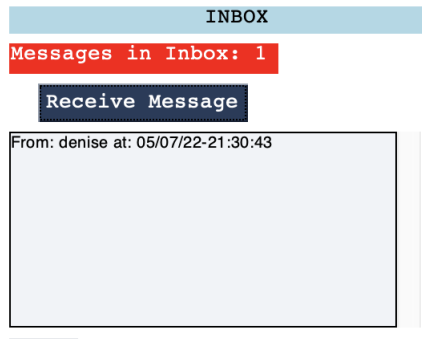 INBOX
Messages in Inbox: 1
Receive Message
From: denise at: 05/07/22-21:30:43